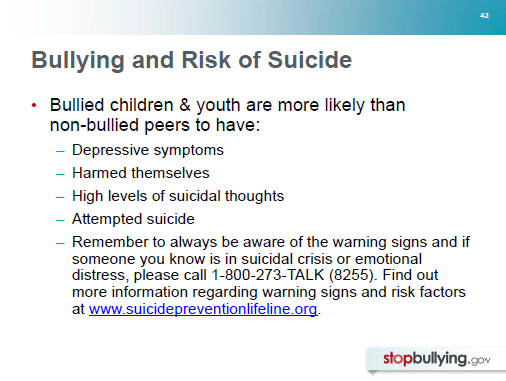 42
Bullying and Risk of Suicide
• Bullied children & youth are more likely than
non-bullied peers to have:
– Depressive symptoms
– Harmed themselves
– High levels of suicidal thoughts
– Attempted suicide
– Remember to always be aware of the warning signs and if
someone you know is in suicidal crisis or emotional
distress, please call 1-800-273-TALK (8255). Find out
more information regarding warning signs and risk factors
at www.suicidepreventionlifeline.org.
stopbullying.gov